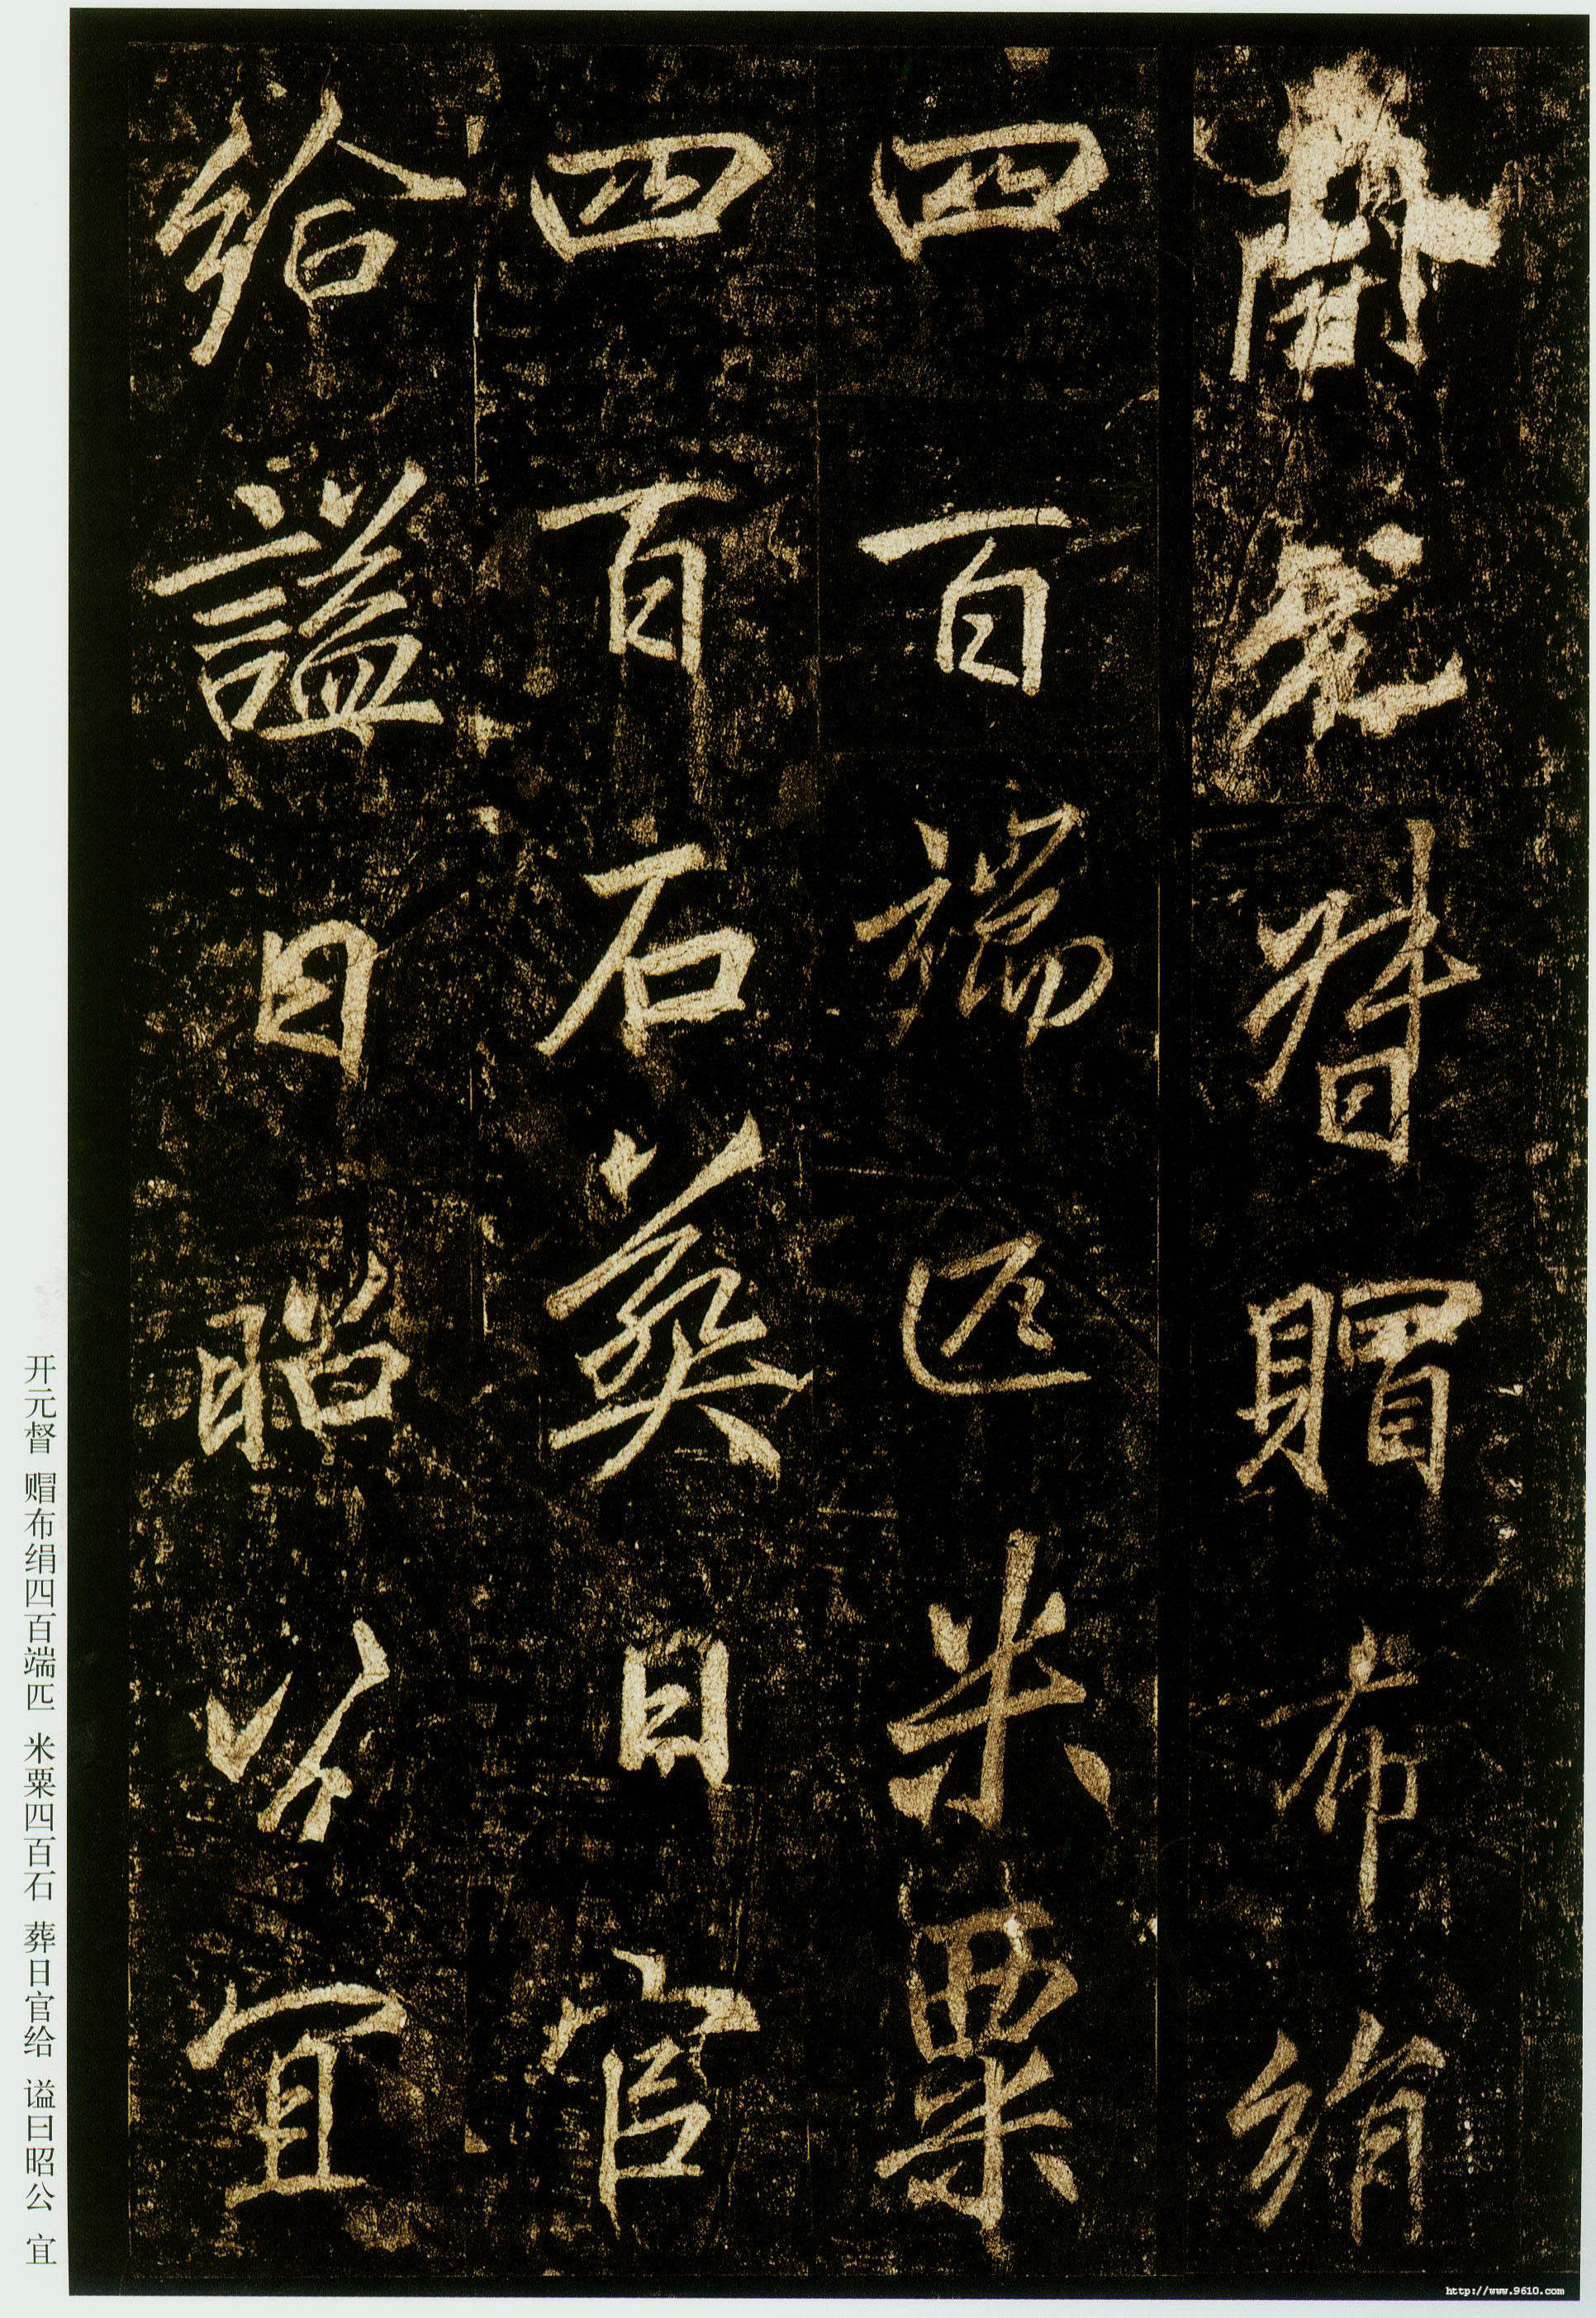 開元督賵布絹
四百端匹米粟
四百石葬日官
給謚曰昭公宜
开元督 赗布绢四百端匹 米粟四百石 葬日官给 谥曰昭公 宜
http://www.9610.com